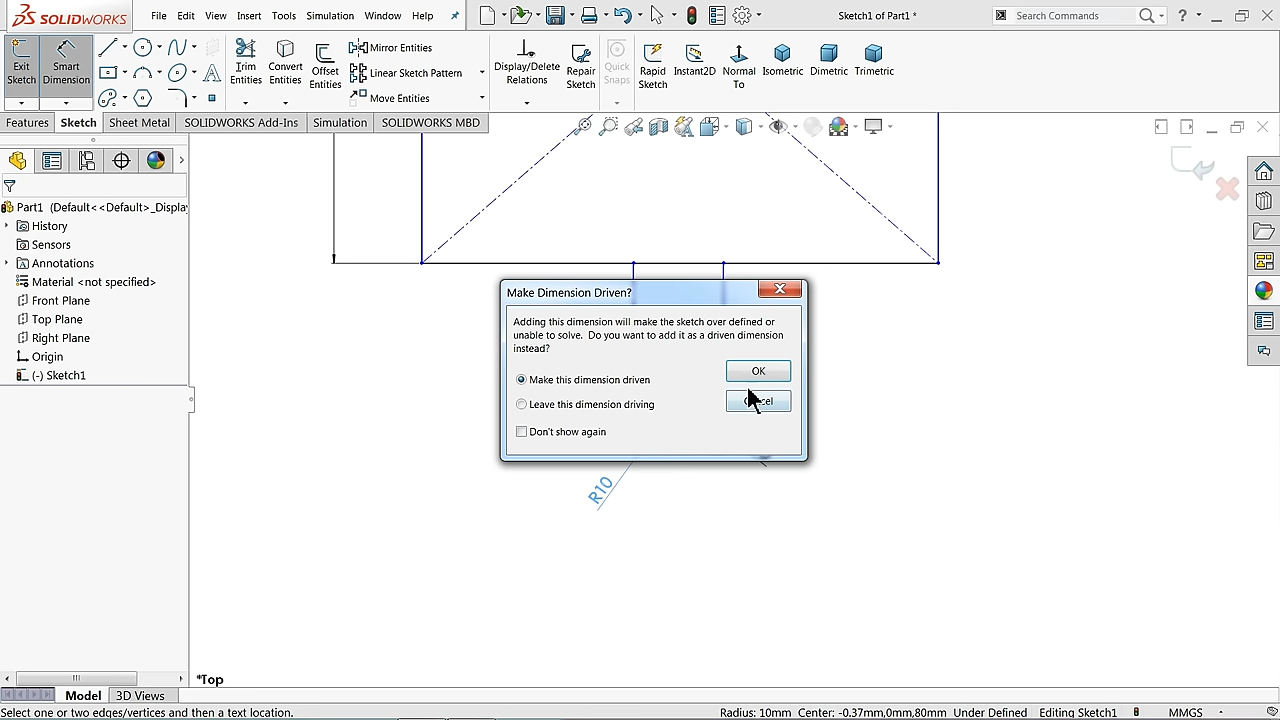 SOLIDWORKS
File Edit View Insert Tools Simulation Window Help
Sketch1 of Part1 *
Search Commands
Exit Sketch
Smart Dimension
Trim Entities
Convert Entities
Offset Entities
Mirror Entities
Linear Sketch Pattern
Move Entities
Display/Delete Relations
Repair Sketch
Quick Snaps
Rapid Sketch
Instant2D
Normal To
Isometric
Dimetric
Trimetric
Features Sketch Sheet Metal SOLIDWORKS Add-Ins Simulation SOLIDWORKS MBD
Part1 (Default<<Default>_Display
History
Sensors
Annotations
Material <not specified>
Front Plane
Top Plane
Right Plane
Origin
(-) Sketch1
Make Dimension Driven?
Adding this dimension will make the sketch over defined or
unable to solve. Do you want to add it as a driven dimension
instead?
Make this dimension driven
OK
Leave this dimension driving
Don't show again
R10
*Top
Model 3D Views
Select one or two edges/vertices and then a text location.
Radius: 10mm Center: -0.37mm,0mm,80mm Under Defined Editing Sketch1 MMGS